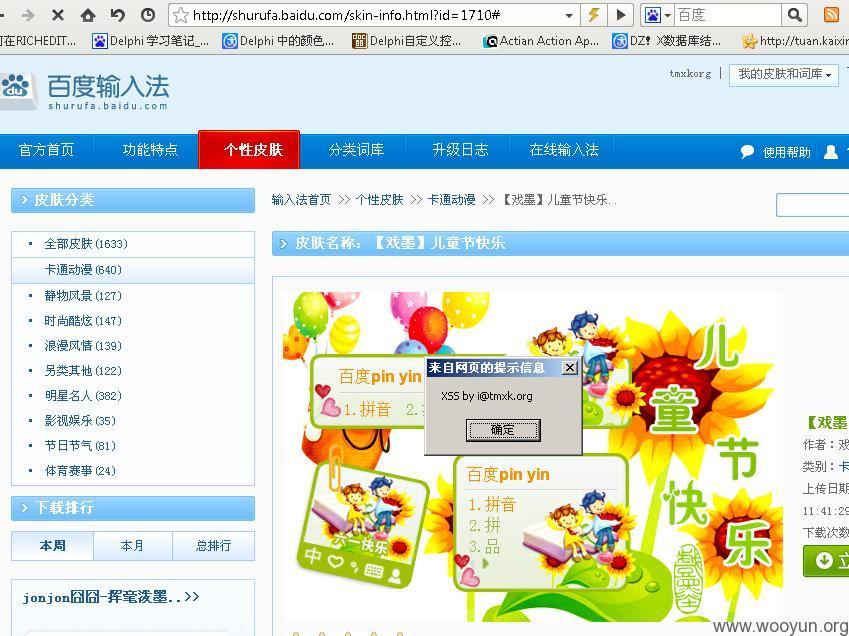 http://shurufa.baidu.com/skin-info.html?id=1710#
百度
可在RICHEDIT... Delphi 学习笔记_... Delphi 中的颜色... Delphi自定义控... Actian Action Ap... DZ! X数据库结... http://tuan.kaixin
百度输入法
shurufa.baidu.com
tmxkorg | 我的皮肤和词库
官方首页 功能特点 个性皮肤 分类词库 升级日志 在线输入法 使用帮助
皮肤分类
输入法首页 >> 个性皮肤 >> 卡通动漫 >> 【戏墨】儿童节快乐..
全部皮肤(1633)
卡通动漫(640)
静物风景(127)
时尚酷炫(147)
浪漫风情(139)
另类其他(122)
明星名人(382)
影视娱乐(35)
节日节气(81)
体育赛事(24)
皮肤名称：【戏墨】儿童节快乐
百度pin yin
1.拼音 2.
来自网页的提示信息
XSS by i@tmxk.org
确定
百度pin yin
1.拼音
2.拼
3.品
六一快乐
中
儿童节快乐
【戏墨
作者：戏
类别：卡
上传日期
11:41:29
下载次数
立
下载排行
本周 本月 总排行
jonjon囧囧-挥毫泼墨..>>
www.wooyun.org